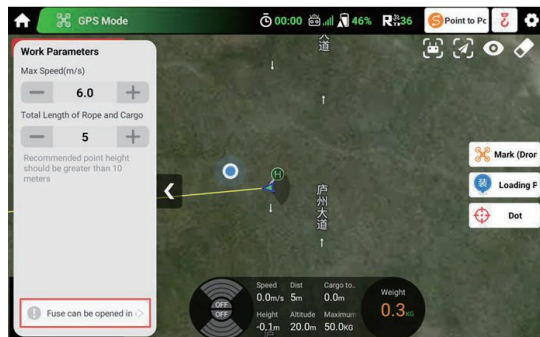 GPS Mode
00:00
46%
R 36
Point to Pc
Work Parameters
Max Speed(m/s)
6.0
Total Length of Rope and Cargo
5
Recommended point height
should be greater than 10
meters
Fuse can be opened in
道
H
庐州大道
Mark (Dron
装
Loading F
Dot
OFF
OFF
Speed
Dist
Cargo to..
0.0m/s
5m
0.0m
Height
Altitude
Maximum
-0.1m
20.0m
50.0KG
Weight
0.3KG